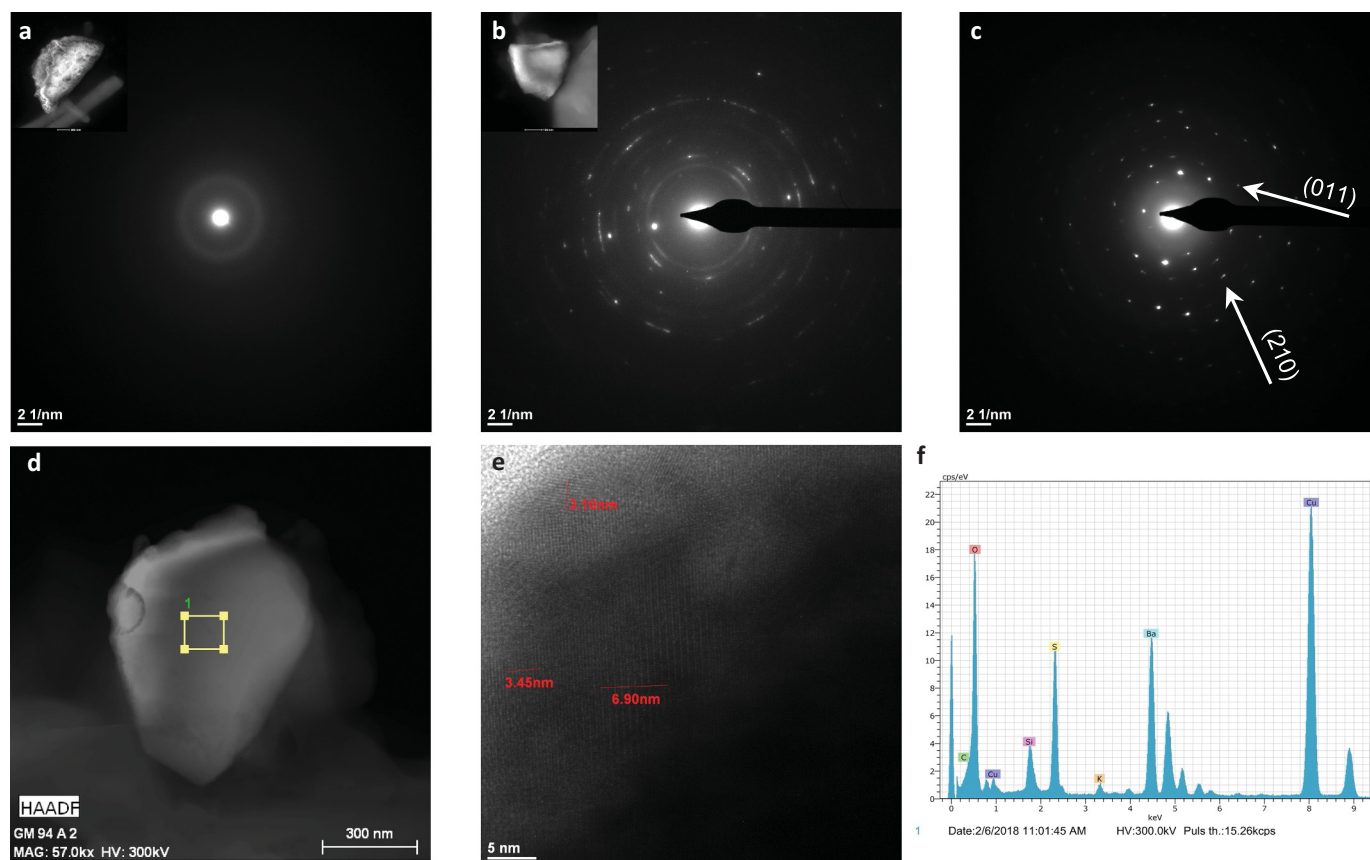 a
b
c
(011)
(210)
2 1/nm
2 1/nm
2 1/nm
d
e
f
1
HAADF
GM 94 A 2
MAG: 57.0kx HV: 300kV
300 nm
3.45nm
6.90nm
5 nm
cps/eV
22
20
18
16
14
12
10
8
6
4
2
0
O
C
Cu
Si
S
K
Ba
Cu
0 1 2 3 4 5 6 7 8 9
keV
1 Date:2/6/2018 11:01:45 AM HV:300.0kV Puls th.:15.26kcps